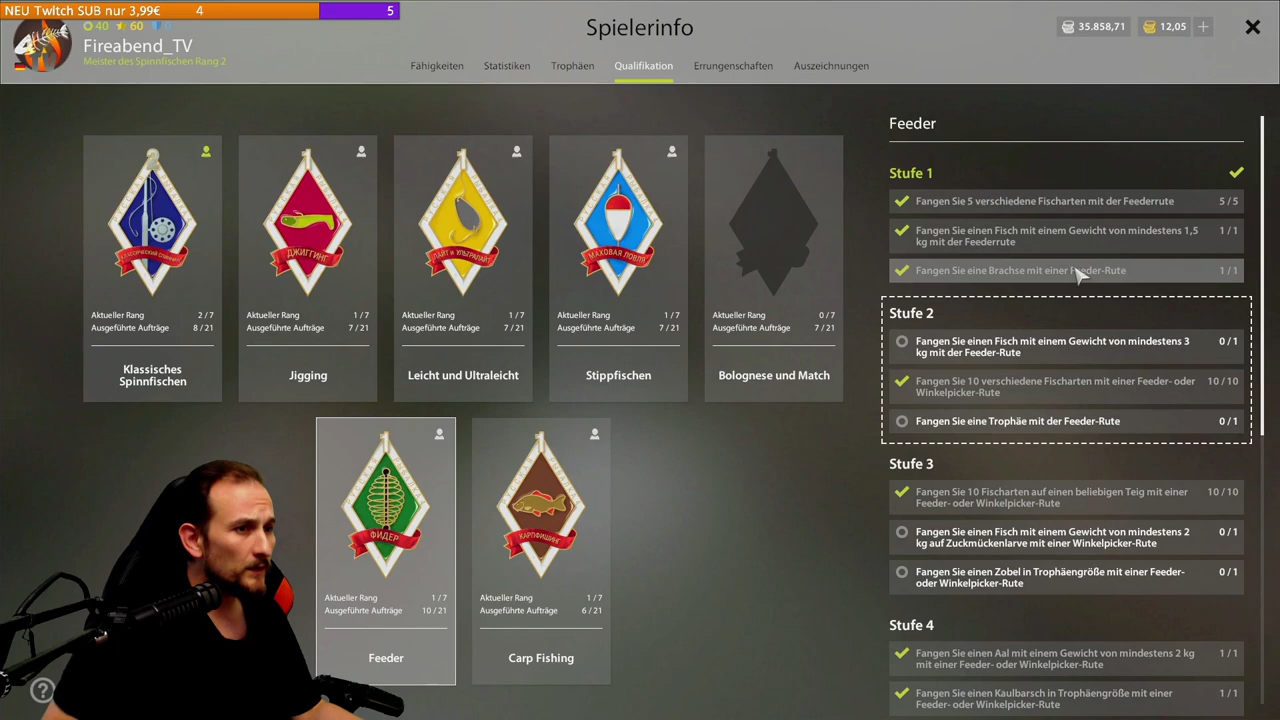 NEU Twitch SUB nur 3,99€ 4 5
40 60
Fireabend_TV
Meister des Spinnfischen Rang 2
Spielerinfo
35.858,71 12,05 +
Fähigkeiten Statistiken Trophäen Qualifikation Errungenschaften Auszeichnungen
КЛАССИЧЕСКИЙ СПИННИНГ
Aktueller Rang 2 / 7
Ausgeführte Aufträge 8 / 21
Klassisches
Spinnfischen
ДЖИГГИНГ
Aktueller Rang 1 / 7
Ausgeführte Aufträge 7 / 21
Jigging
ЛАЙТ И УЛЬТРАЛАЙТ
Aktueller Rang 1 / 7
Ausgeführte Aufträge 7 / 21
Leicht und Ultraleicht
МАХОВАЯ ЛОВЛЯ
Aktueller Rang 1 / 7
Ausgeführte Aufträge 7 / 21
Stippfischen
Aktueller Rang 0 / 7
Ausgeführte Aufträge 7 / 21
Bolognese und Match
ФИДЕР
Aktueller Rang 1 / 7
Ausgeführte Aufträge 10 / 21
Feeder
КАРПФИШИНГ
Aktueller Rang 1 / 7
Ausgeführte Aufträge 6 / 21
Carp Fishing
Feeder
Stufe 1
Fangen Sie 5 verschiedene Fischarten mit der Feederrute 5 / 5
Fangen Sie einen Fisch mit einem Gewicht von mindestens 1,5 1 / 1
kg mit der Feederrute
Fangen Sie eine Brachse mit einer Feeder-Rute 1 / 1
Stufe 2
Fangen Sie einen Fisch mit einem Gewicht von mindestens 3 0 / 1
kg mit der Feeder-Rute
Fangen Sie 10 verschiedene Fischarten mit einer Feeder- oder 10 / 10
Winkelpicker-Rute
Fangen Sie eine Trophäe mit der Feeder-Rute 0 / 1
Stufe 3
Fangen Sie 10 Fischarten auf einen beliebigen Teig mit einer 10 / 10
Feeder- oder Winkelpicker-Rute
Fangen Sie einen Fisch mit einem Gewicht von mindestens 2 0 / 1
kg auf Zuckmückenlarve mit einer Winkelpicker-Rute
Fangen Sie einen Zobel in Trophäengröße mit einer Feeder- 0 / 1
oder Winkelpicker-Rute
Stufe 4
Fangen Sie einen Aal mit einem Gewicht von mindestens 2 kg 1 / 1
mit einer Feeder- oder Winkelpicker-Rute
Fangen Sie einen Kaulbarsch in Trophäengröße mit einer 1 / 1
Feeder- oder Winkelpicker-Rute
?